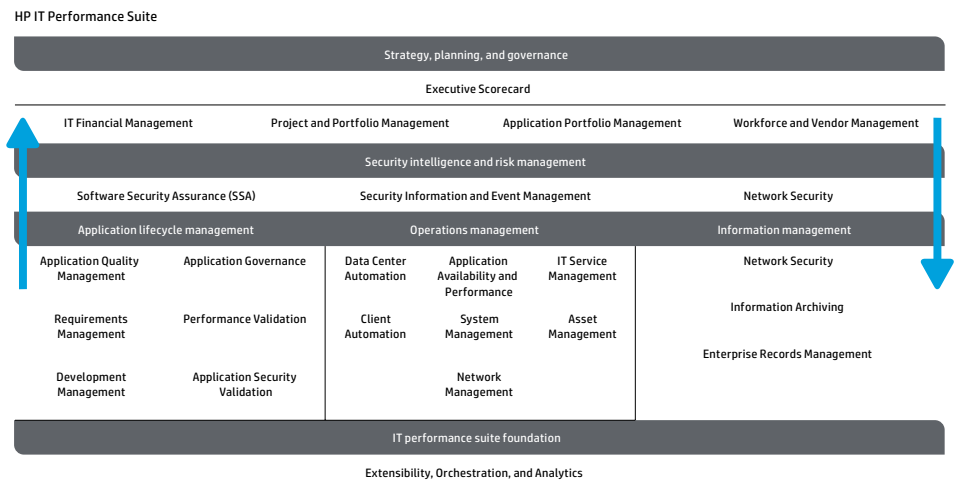 HP IT Performance Suite
Strategy, planning, and governance
Executive Scorecard
IT Financial Management
Project and Portfolio Management
Application Portfolio Management
Workforce and Vendor Management
Security intelligence and risk management
Software Security Assurance (SSA)
Security Information and Event Management
Network Security
Application lifecycle management
Operations management
Information management
Application Quality
Management
Application Governance
Requirements
Management
Performance Validation
Development
Management
Application Security
Validation
Data Center
Automation
Application
Availability and
Performance
IT Service
Management
Client
Automation
System
Management
Asset
Management
Network
Management
Network Security
Information Archiving
Enterprise Records Management
IT performance suite foundation
Extensibility, Orchestration, and Analytics